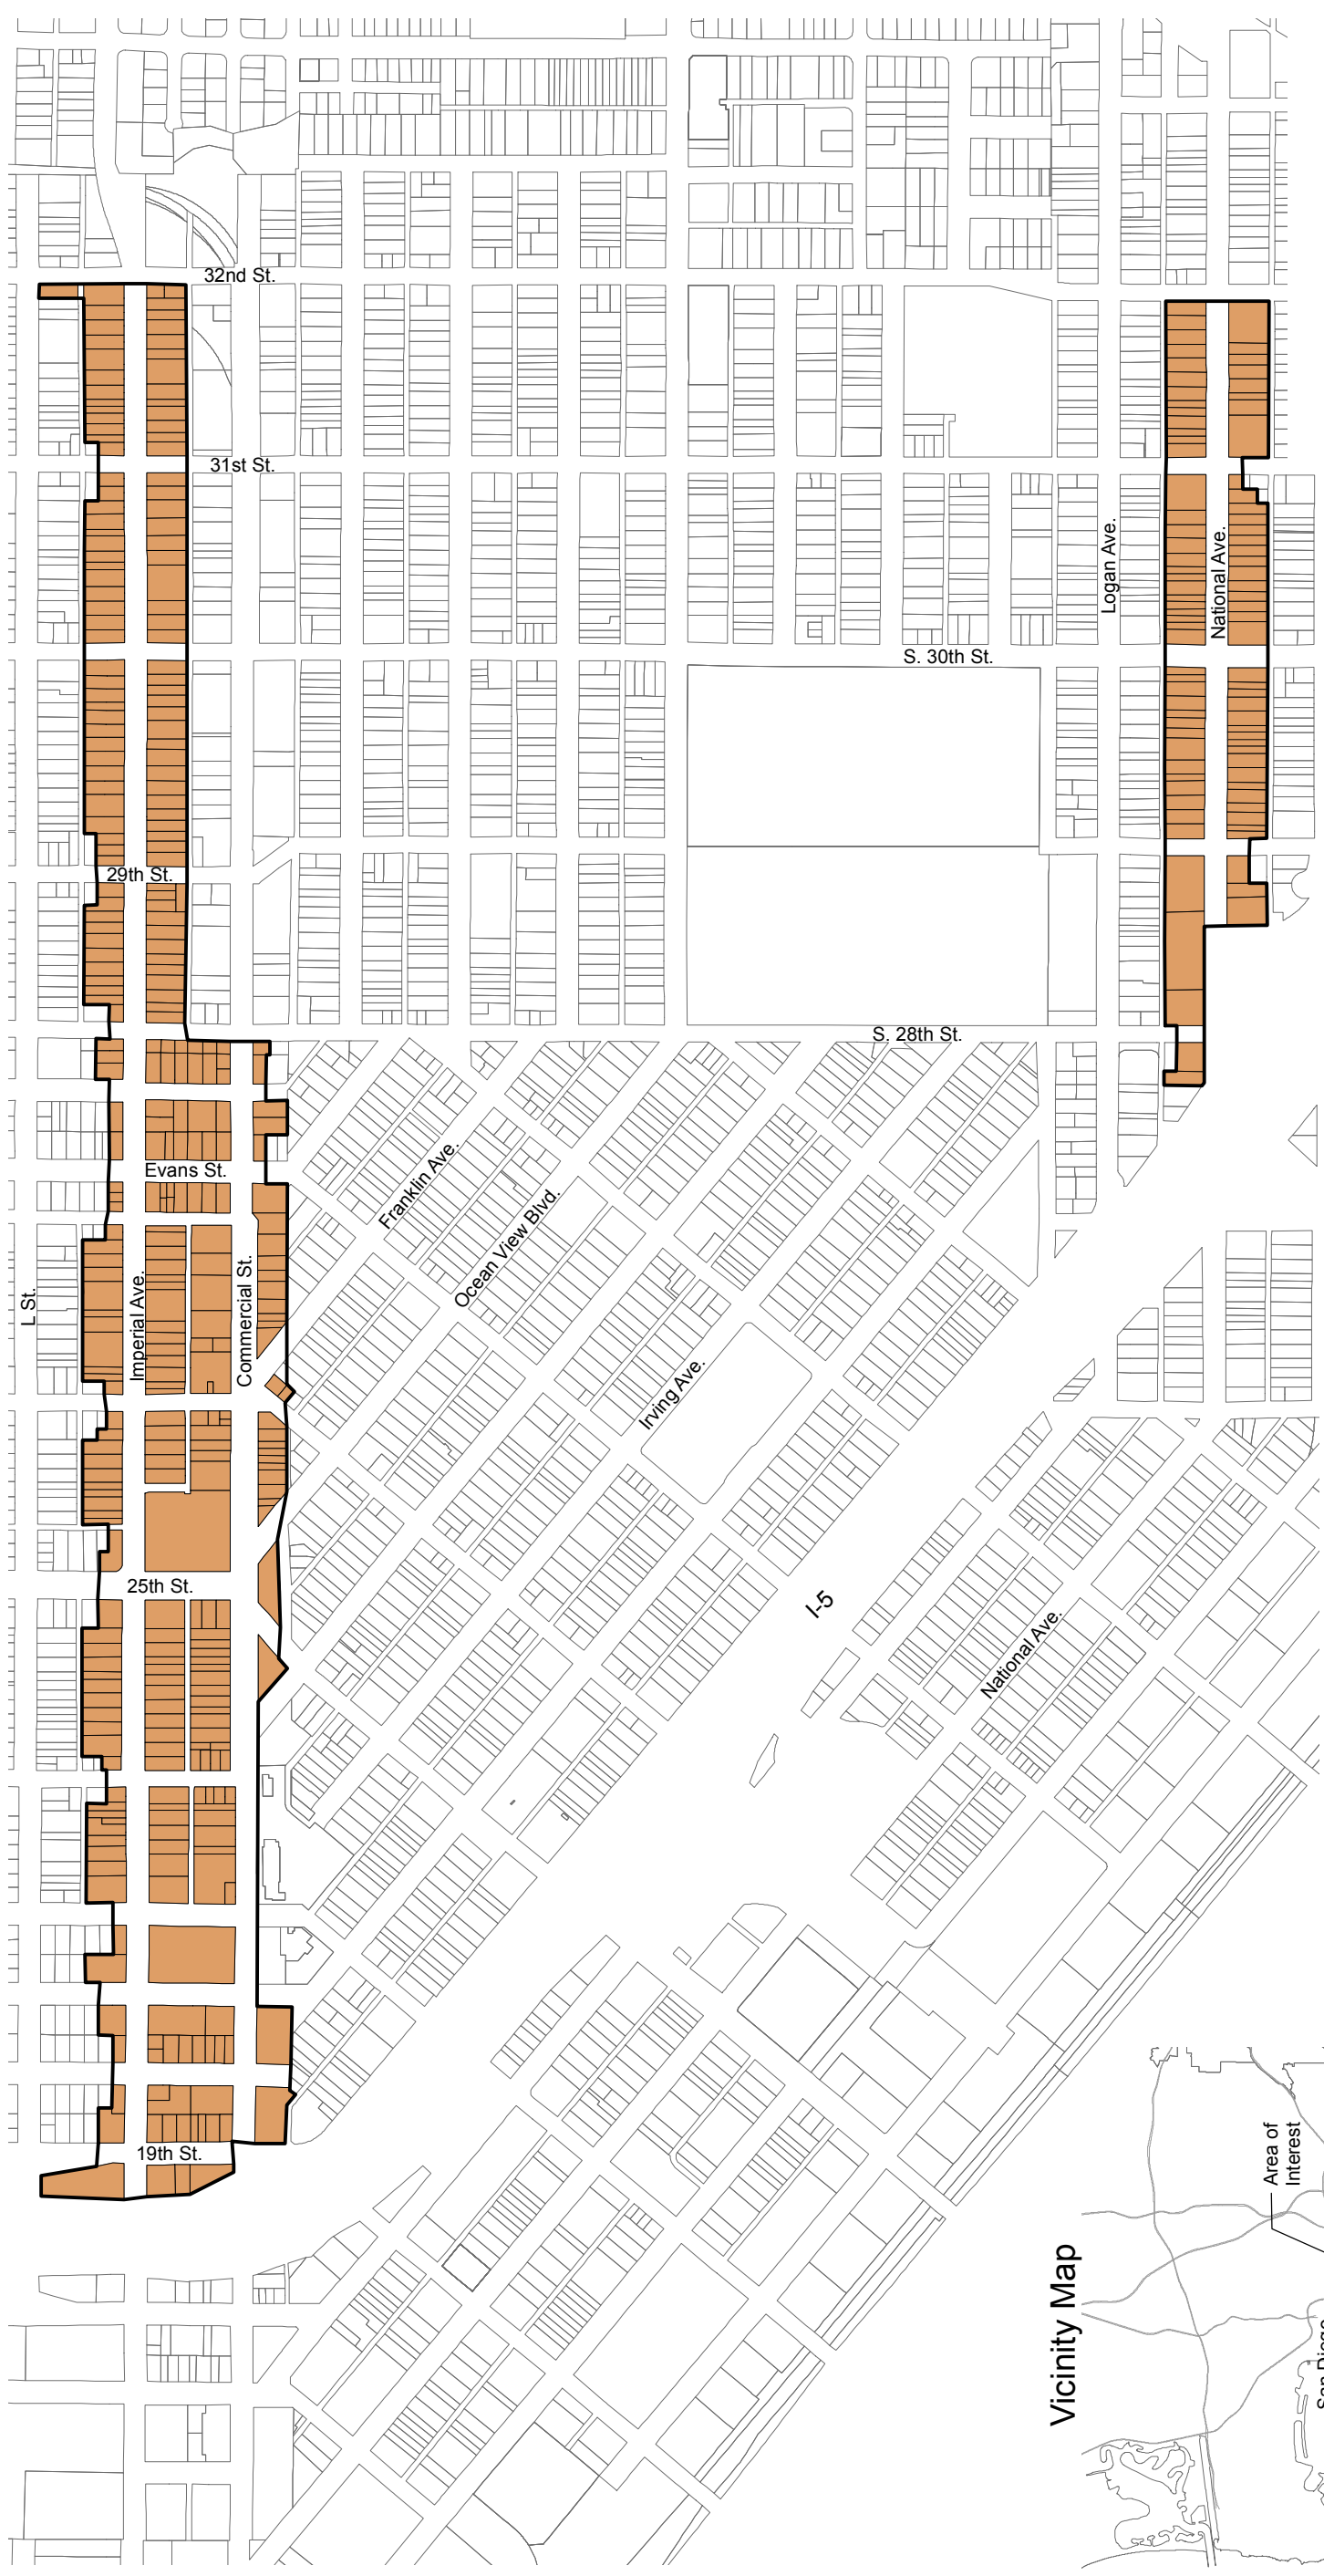 32nd St.
31st St.
Logan Ave.
National Ave.
S. 30th St.
29th St.
S. 28th St.
Evans St.
Franklin Ave.
Ocean View Blvd.
L St.
Imperial Ave.
Commercial St.
Irving Ave.
25th St.
I-5
National Ave.
19th St.
Area of
Interest
Vicinity Map
San Diego